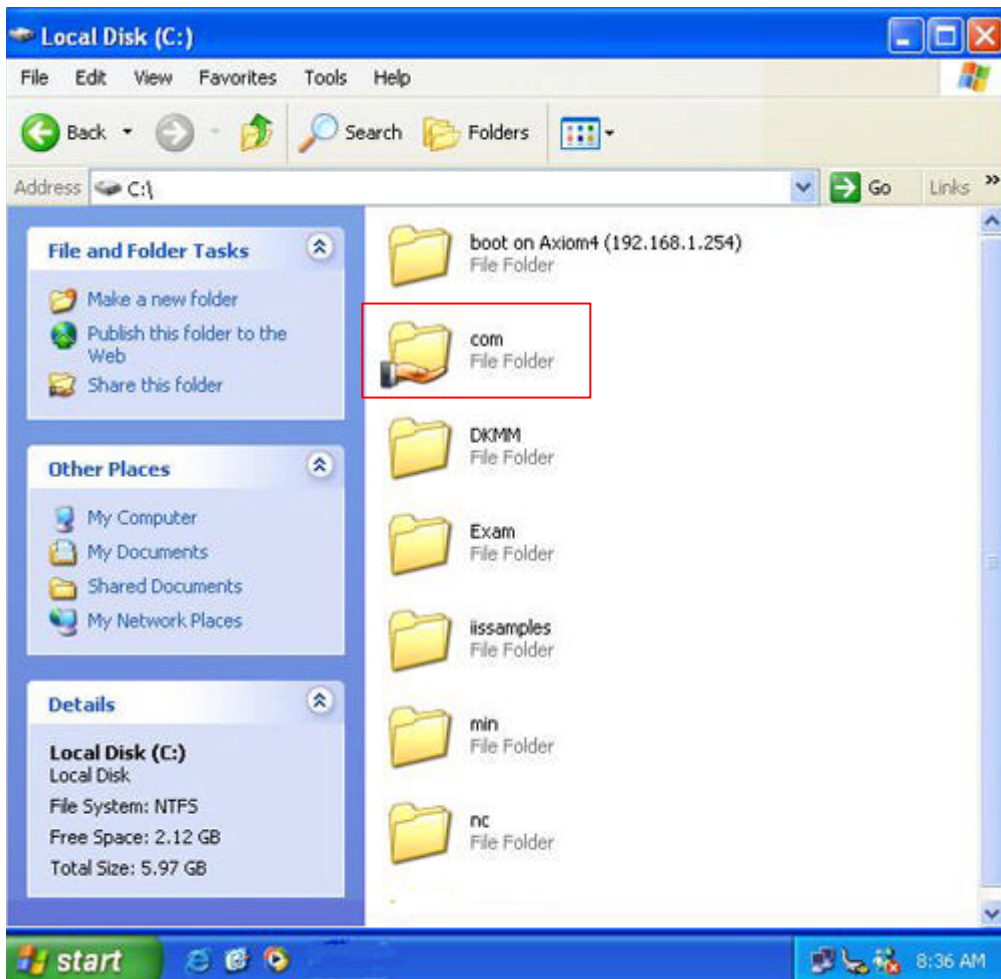 Local Disk (C:)
File Edit View Favorites Tools Help
Back Search Folders
Address C:\ Go Links »
File and Folder Tasks
Make a new folder
Publish this folder to the
Web
Share this folder
Other Places
My Computer
My Documents
Shared Documents
My Network Places
Details
Local Disk (C:)
Local Disk
File System: NTFS
Free Space: 2.12 GB
Total Size: 5.97 GB
boot on Axiom4 (192.168.1.254)
File Folder
com
File Folder
DKMM
File Folder
Exam
File Folder
iissamples
File Folder
min
File Folder
nc
File Folder
start 8:36 AM